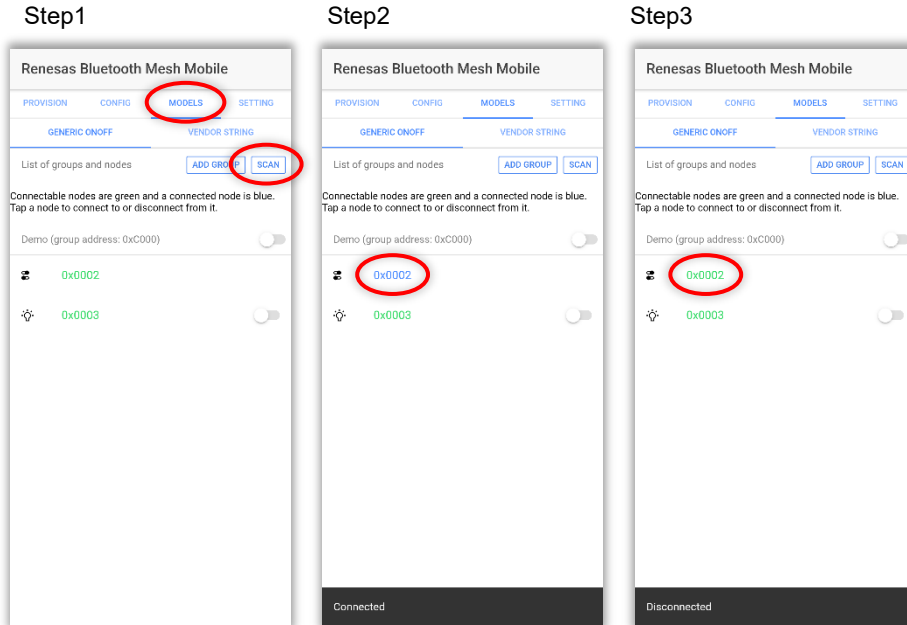 Step1
Renesas Bluetooth Mesh Mobile
PROVISION CONFIG MODELS SETTING
GENERIC ONOFF VENDOR STRING
List of groups and nodes ADD GROUP SCAN
Connectable nodes are green and a connected node is blue.
Tap a node to connect to or disconnect from it.
Demo (group address: 0xC000)
0x0002
0x0003
Step2
Renesas Bluetooth Mesh Mobile
PROVISION CONFIG MODELS SETTING
GENERIC ONOFF VENDOR STRING
List of groups and nodes ADD GROUP SCAN
Connectable nodes are green and a connected node is blue.
Tap a node to connect to or disconnect from it.
Demo (group address: 0xC000)
0x0002
0x0003
Connected
Step3
Renesas Bluetooth Mesh Mobile
PROVISION CONFIG MODELS SETTING
GENERIC ONOFF VENDOR STRING
List of groups and nodes ADD GROUP SCAN
Connectable nodes are green and a connected node is blue.
Tap a node to connect to or disconnect from it.
Demo (group address: 0xC000)
0x0002
0x0003
Disconnected